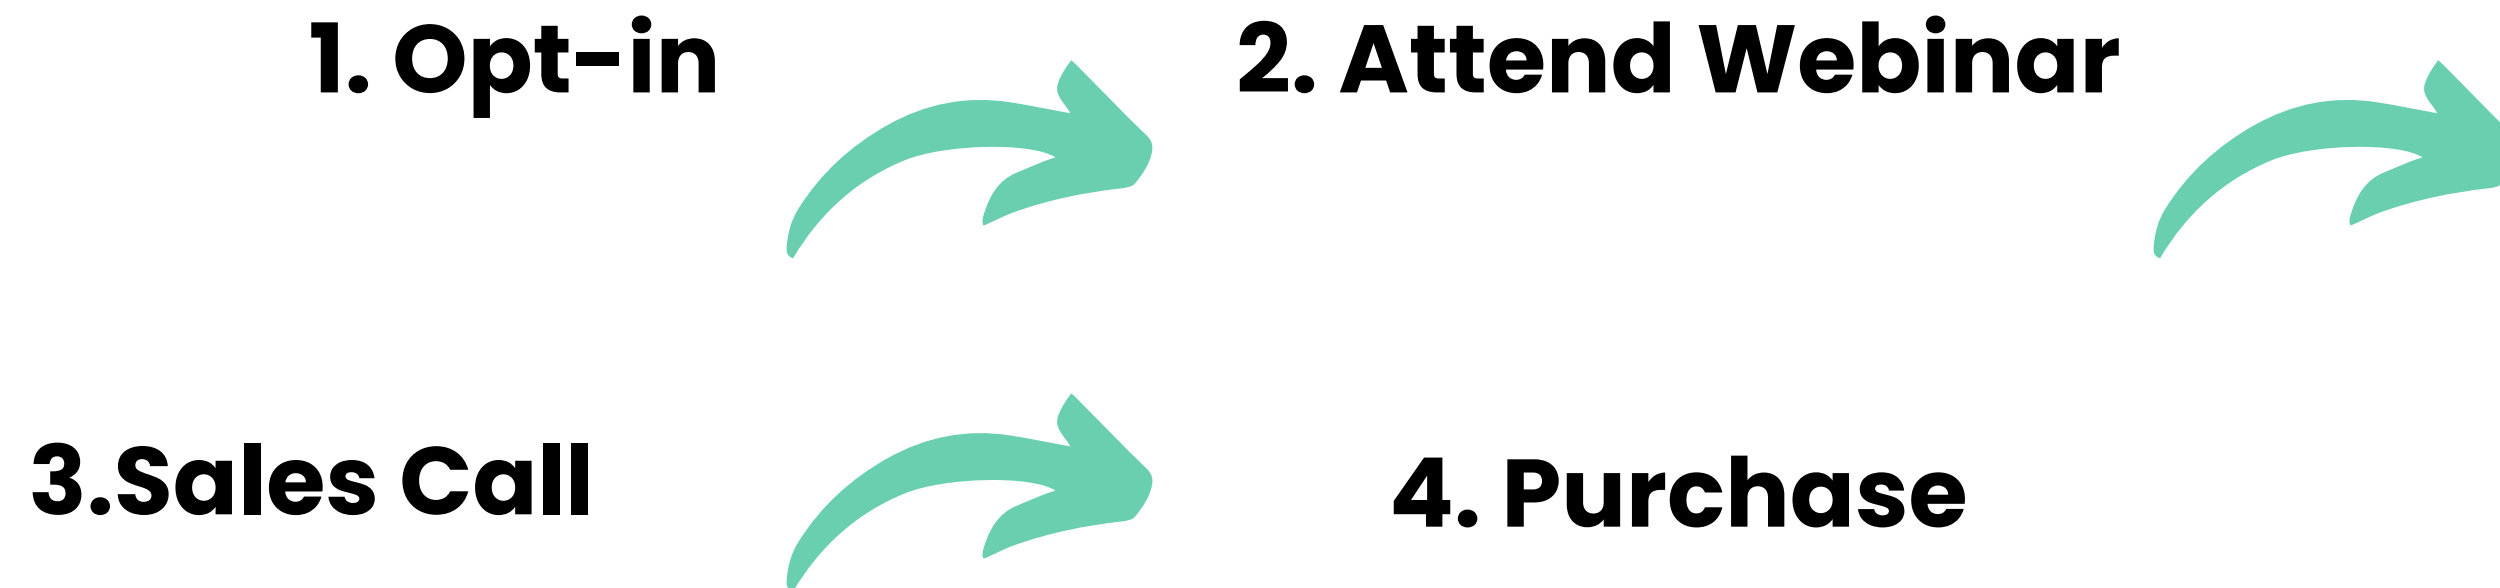 1. Opt-in
2. Attend Webinar
3. Sales Call
4. Purchase